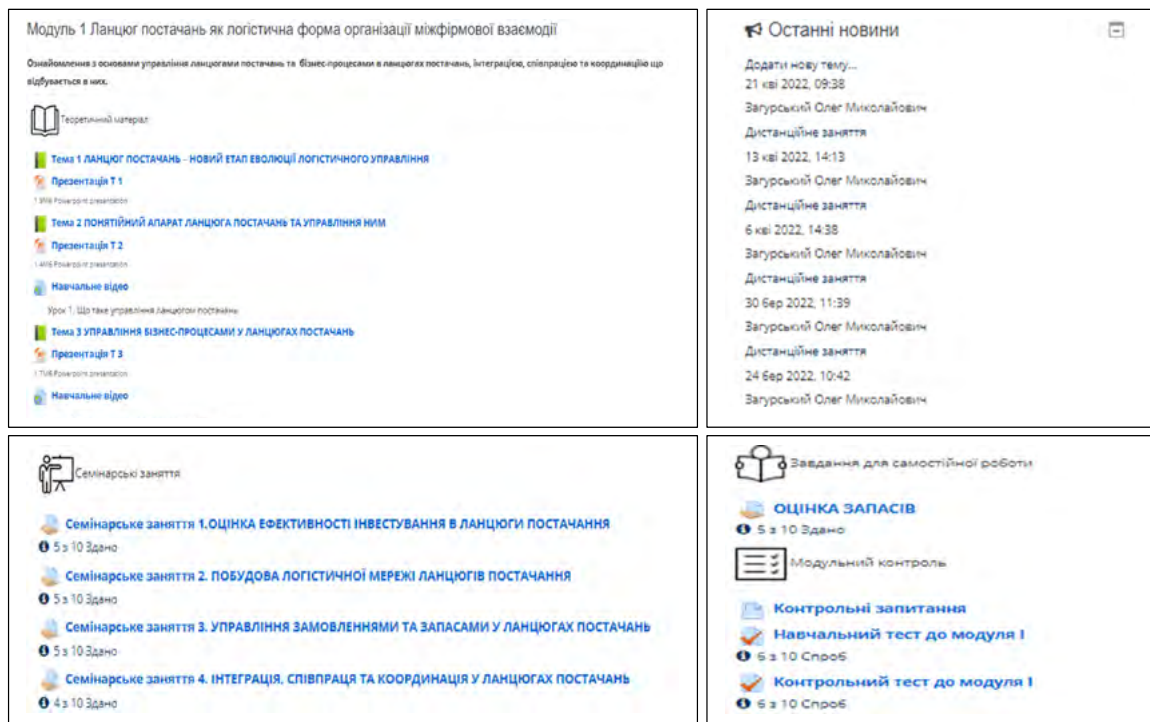 Модуль 1 Ланцюг постачань як логістична форма організації міжфірмової взаємодії
Ознайомлення з основами управління ланцюгами постачань та бізнес-процесами в ланцюгах постачань, інтеграцією, співпрацею та координацією що
відбувається в них.
Теоретичний матеріал
Тема 1 ЛАНЦЮГ ПОСТАЧАНЬ – НОВИЙ ЕТАП ЕВОЛЮЦІЇ ЛОГІСТИЧНОГО УПРАВЛІННЯ
Презентація Т 1
Powerpoint presentation
Тема 2 ПОНЯТІЙНИЙ АПАРАТ ЛАНЦЮГА ПОСТАЧАНЬ ТА УПРАВЛІННЯ НИМ
Презентація Т 2
Powerpoint presentation
Навчальне відео
Урок 1. Що таке управління ланцюгом постачань
Тема 3 УПРАВЛІННЯ БІЗНЕС-ПРОЦЕСАМИ У ЛАНЦЮГАХ ПОСТАЧАНЬ
Презентація Т 3
Powerpoint presentation
Навчальне відео
Останні новини
Додати нову тему...
21 кві 2022, 09:38
Загурський Олег Миколайович
Дистанційне заняття
13 кві 2022, 14:13
Загурський Олег Миколайович
Дистанційне заняття
6 кві 2022, 14:38
Загурський Олег Миколайович
Дистанційне заняття
30 бер 2022, 11:39
Загурський Олег Миколайович
Дистанційне заняття
24 бер 2022, 10:42
Загурський Олег Миколайович
Семінарські заняття
Семінарське заняття 1.ОЦІНКА ЕФЕКТИВНОСТІ ІНВЕСТУВАННЯ В ЛАНЦЮГИ ПОСТАЧАННЯ
5 з 10 Здано
Семінарське заняття 2. ПОБУДОВА ЛОГІСТИЧНОЇ МЕРЕЖІ ЛАНЦЮГІВ ПОСТАЧАННЯ
5 з 10 Здано
Семінарське заняття 3. УПРАВЛІННЯ ЗАМОВЛЕННЯМИ ТА ЗАПАСАМИ У ЛАНЦЮГАХ ПОСТАЧАНЬ
5 з 10 Здано
Семінарське заняття 4. ІНТЕГРАЦІЯ, СПІВПРАЦЯ ТА КООРДИНАЦІЯ У ЛАНЦЮГАХ ПОСТАЧАНЬ
4 з 10 Здано
Завдання для самостійної роботи
ОЦІНКА ЗАПАСІВ
5 з 10 Здано
Модульний контроль
Контрольні запитання
Навчальний тест до модуля І
6 з 10 Спроб
Контрольний тест до модуля І
6 з 10 Спроб